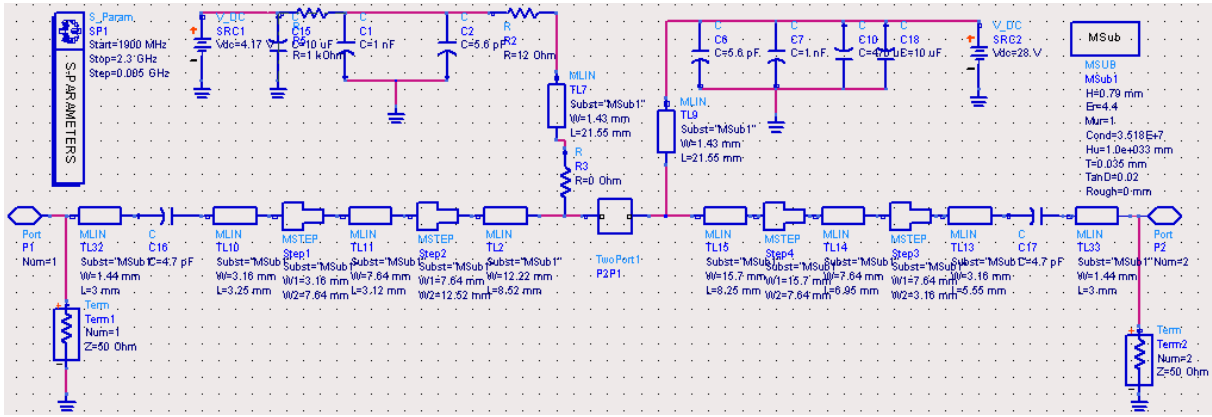 S-PARAMETERS
S_Param
SP1
Start=1900 MHz
Stop=2.3 GHz
Step=0.005 GHz
V_DC
SRC1
Vdc=4.17 V
C
C15
C=10 uF
R
R=1 kOhm
C
C1
C=1 nF
C
C2
C=5.6 pF
R
R2
R=12 Ohm
MLIN
TL7
Subst="MSub1"
W=1.43 mm
L=21.55 mm
R
R3
R=0 Ohm
MLIN
TL9
Subst="MSub1"
W=1.43 mm
L=21.55 mm
C
C6
C=5.6 pF
C
C7
C=1 nF
C
C10
C
C18
C=10 uF
V_DC
SRC2
Vdc=28 V
MSub
MSUB
MSub1
H=0.79 mm
Er=4.4
Mur=1
Cond=3.518E+7
Hu=1.0e+033 mm
T=0.035 mm
TanD=0.02
Rough=0 mm
Port
P1
Num=1
MLIN
TL32
Subst="MSub1"
W=1.44 mm
L=3 mm
C
C16
C=4.7 pF
MLIN
TL10
Subst="MSub1"
W=3.16 mm
L=3.25 mm
MSTEP
Step1
Subst="MSub1"
W1=3.16 mm
W2=7.64 mm
MLIN
TL11
Subst="MSub1"
W=7.64 mm
L=3.12 mm
MSTEP
Step2
Subst="MSub1"
W1=7.64 mm
W2=12.52 mm
MLIN
TL2
Subst="MSub1"
W=12.22 mm
L=8.52 mm
TwoPort1
P2P1
MLIN
TL15
Subst="MSub1"
W=15.7 mm
L=8.25 mm
MSTEP
Step4
Subst="MSub1"
W1=15.7 mm
W2=7.64 mm
MLIN
TL14
Subst="MSub1"
W=7.64 mm
L=6.95 mm
MSTEP
Step3
Subst="MSub1"
W1=7.64 mm
W2=3.16 mm
MLIN
TL13
Subst="MSub1"
W=3.16 mm
L=5.55 mm
C
C17
C=4.7 pF
MLIN
TL33
Subst="MSub1"
W=1.44 mm
L=3 mm
Port
P2
Num=2
Term
Term1
Num=1
Z=50 Ohm
Term
Term2
Num=2
Z=50 Ohm